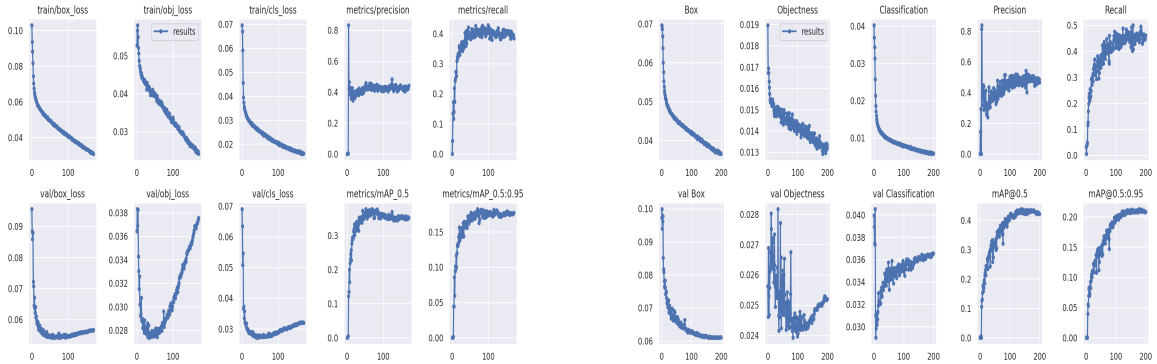 train/box_loss train/obj_loss train/cls_loss metrics/precision metrics/recall
0.10 0.08 0.06 0.04
0 100
results
0.05 0.04 0.03
0 100
0.07 0.06 0.05 0.04 0.03 0.02
0 100
0.8 0.6 0.4 0.2 0.0
0 100
0.4 0.3 0.2 0.1 0.0
0 100
Box Objectness Classification Precision Recall
0.07 0.06 0.05 0.04
0 100 200
results
0.019 0.018 0.017 0.016 0.015 0.014 0.013
0 100 200
0.04 0.03 0.02 0.01
0 100 200
0.8 0.6 0.4 0.2 0.0
0 100 200
0.5 0.4 0.3 0.2 0.1 0.0
0 100 200
val/box_loss val/obj_loss val/cls_loss metrics/mAP_0.5 metrics/mAP_0.5:0.95
0.09 0.08 0.07 0.06
0 100
0.038 0.036 0.034 0.032 0.030 0.028
0 100
0.07 0.06 0.05 0.04 0.03
0 100
0.3 0.2 0.1 0.0
0 100
0.15 0.10 0.05 0.00
0 100
val Box val Objectness val Classification mAP@0.5 mAP@0.5:0.95
0.10 0.09 0.08 0.07 0.06
0 100 200
0.028 0.027 0.026 0.025 0.024
0 100 200
0.040 0.038 0.036 0.034 0.032 0.030
0 100 200
0.4 0.3 0.2 0.1 0.0
0 100 200
0.20 0.15 0.10 0.05 0.00
0 100 200